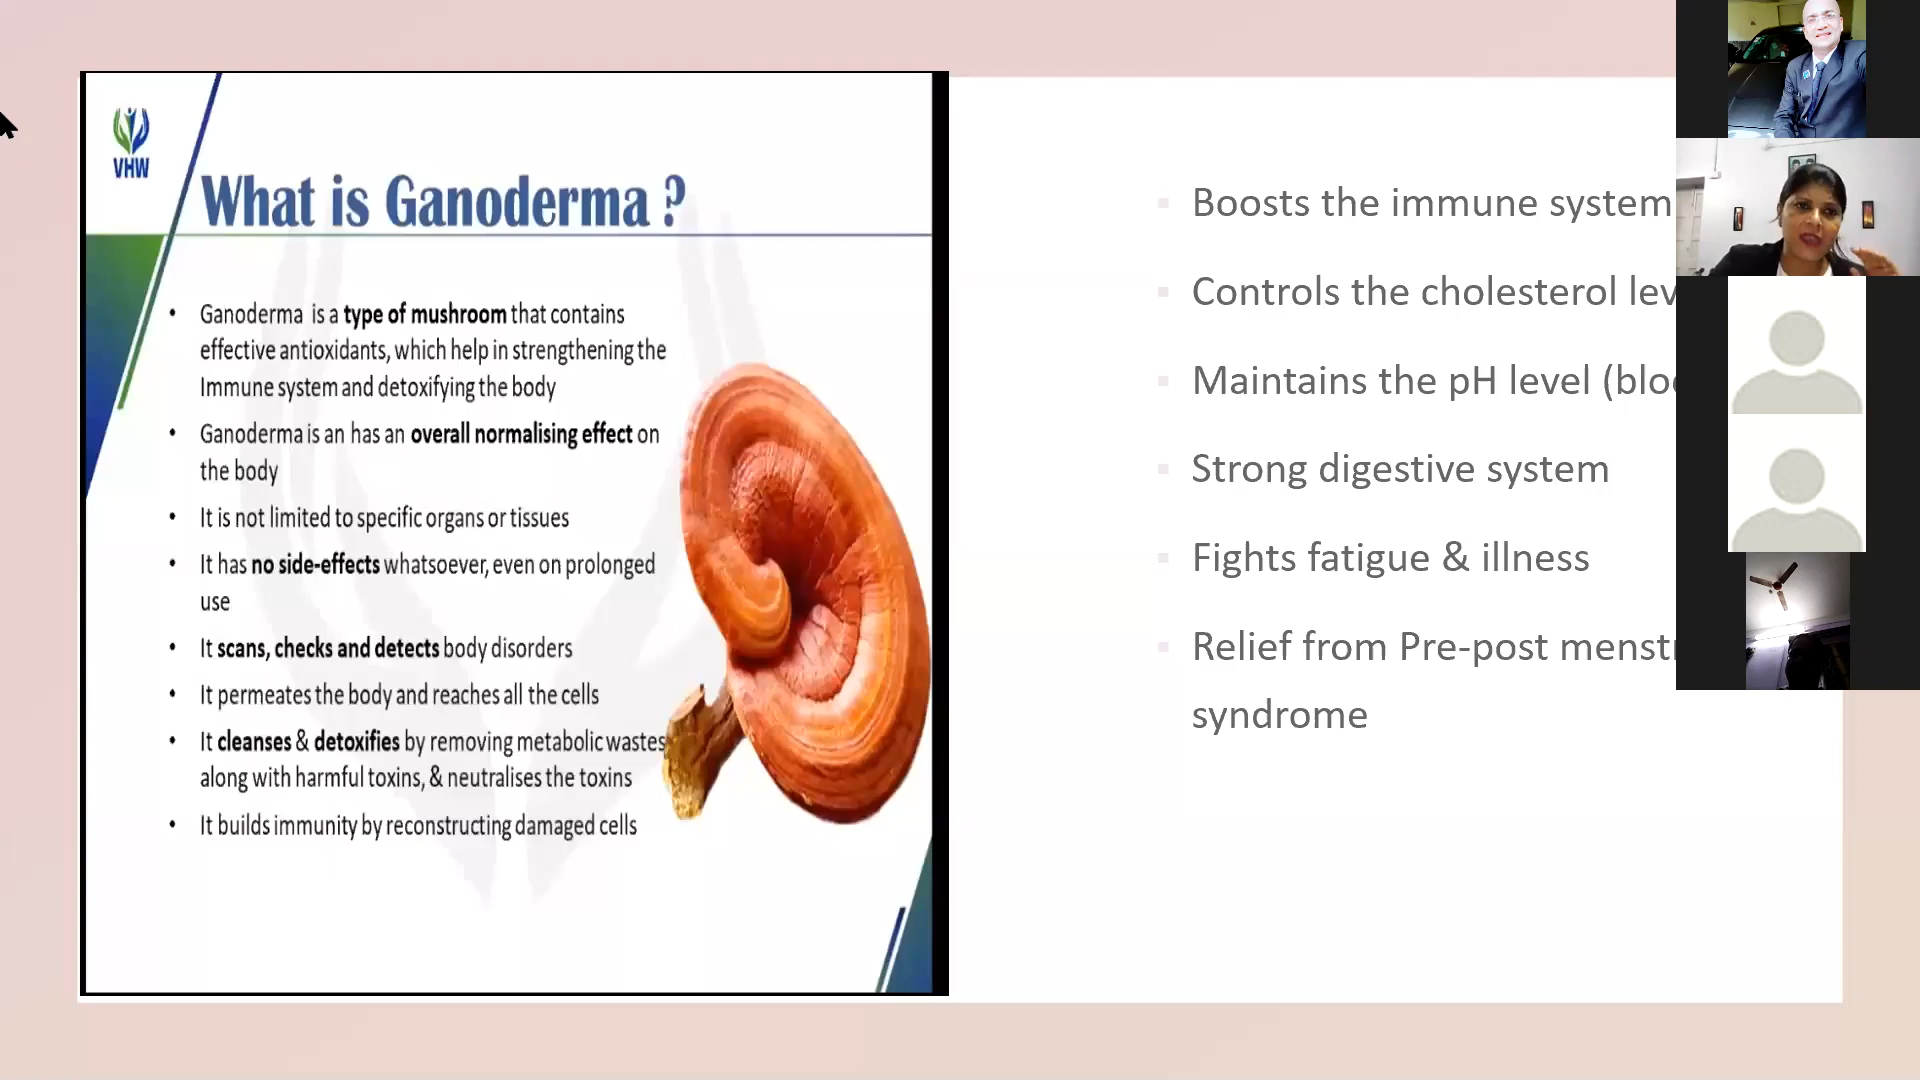 VHW
What is Ganoderma ?
• Ganoderma is a type of mushroom that contains
effective antioxidants, which help in strengthening the
Immune system and detoxifying the body
• Ganoderma is an has an overall normalising effect on
the body
• It is not limited to specific organs or tissues
• It has no side-effects whatsoever, even on prolonged
use
• It scans, checks and detects body disorders
• It permeates the body and reaches all the cells
• It cleanses & detoxifies by removing metabolic wastes
along with harmful toxins, & neutralises the toxins
• It builds immunity by reconstructing damaged cells
Boosts the immune system
Controls the cholesterol
Maintains the pH level
Strong digestive system
Fights fatigue & illness
Relief from Pre-post
syndrome